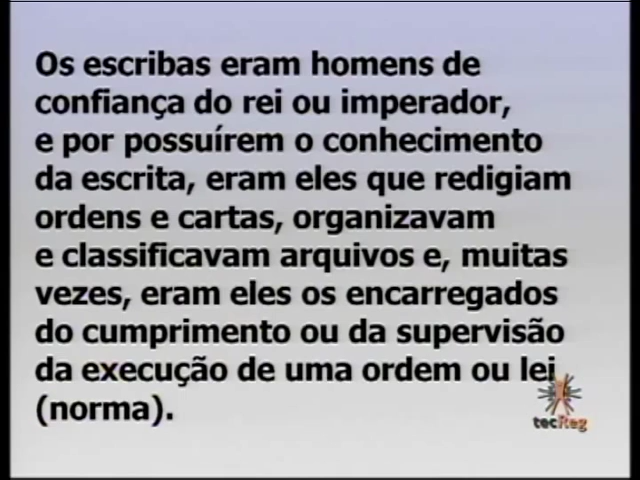 Os escribas eram homens de
confiança do rei ou imperador,
e por possuírem o conhecimento
da escrita, eram eles que redigiam
ordens e cartas, organizavam
e classificavam arquivos e, muitas
vezes, eram eles os encarregados
do cumprimento ou da supervisão
da execução de uma ordem ou lei
(norma).
tecReg